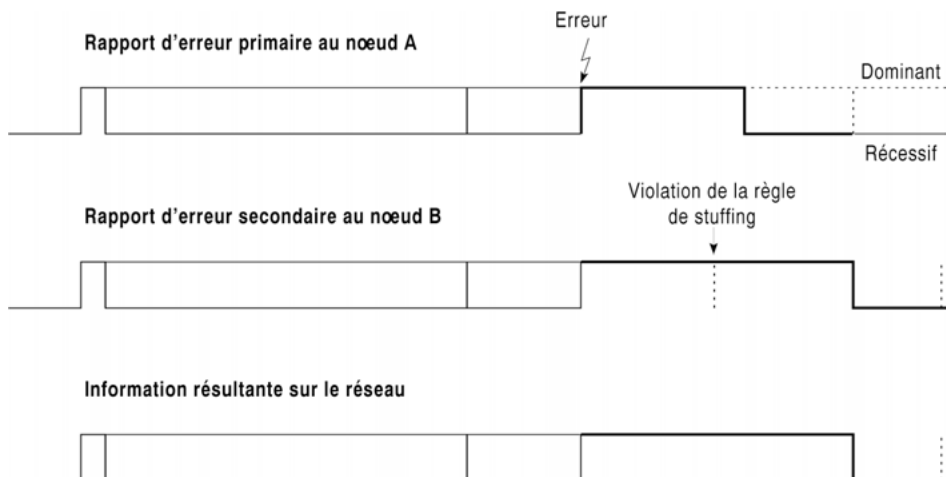 Erreur
Rapport d'erreur primaire au nœud A
Dominant
Récessif
Violation de la règle
de stuffing
Rapport d'erreur secondaire au nœud B
Information résultante sur le réseau